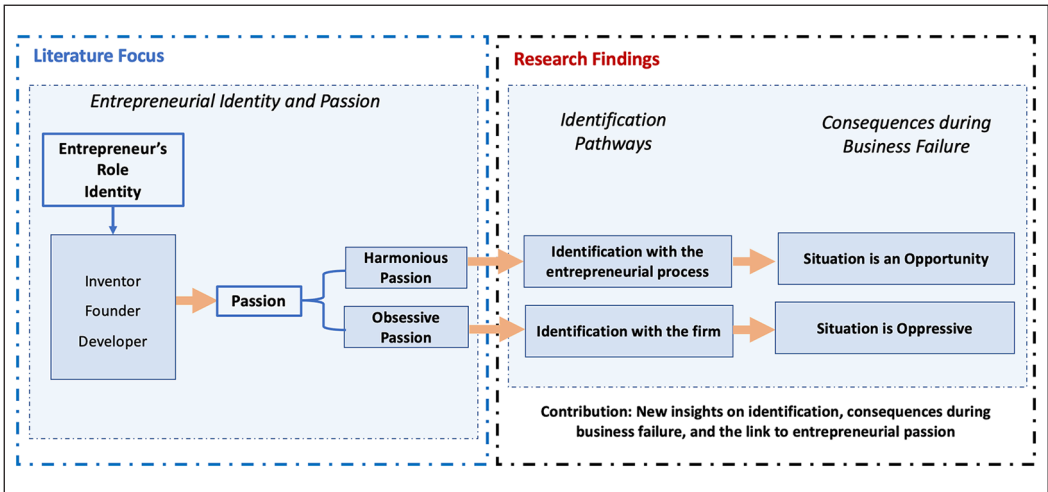 Literature Focus
Entrepreneurial Identity and Passion
Entrepreneur’s
Role
Identity
Inventor
Founder
Developer
Passion
Harmonious
Passion
Obsessive
Passion
Research Findings
Identification
Pathways
Consequences during
Business Failure
Identification with the
entrepreneurial process
Situation is an Opportunity
Identification with the firm
Situation is Oppressive
Contribution: New insights on identification, consequences during
business failure, and the link to entrepreneurial passion